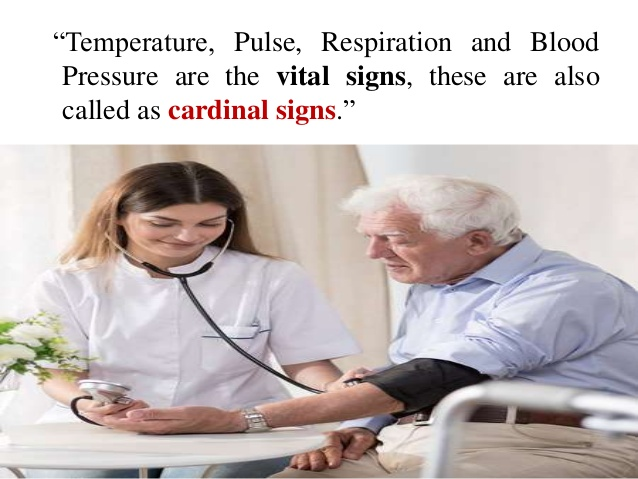 “Temperature, Pulse, Respiration and Blood
Pressure are the vital signs, these are also
called as cardinal signs.”